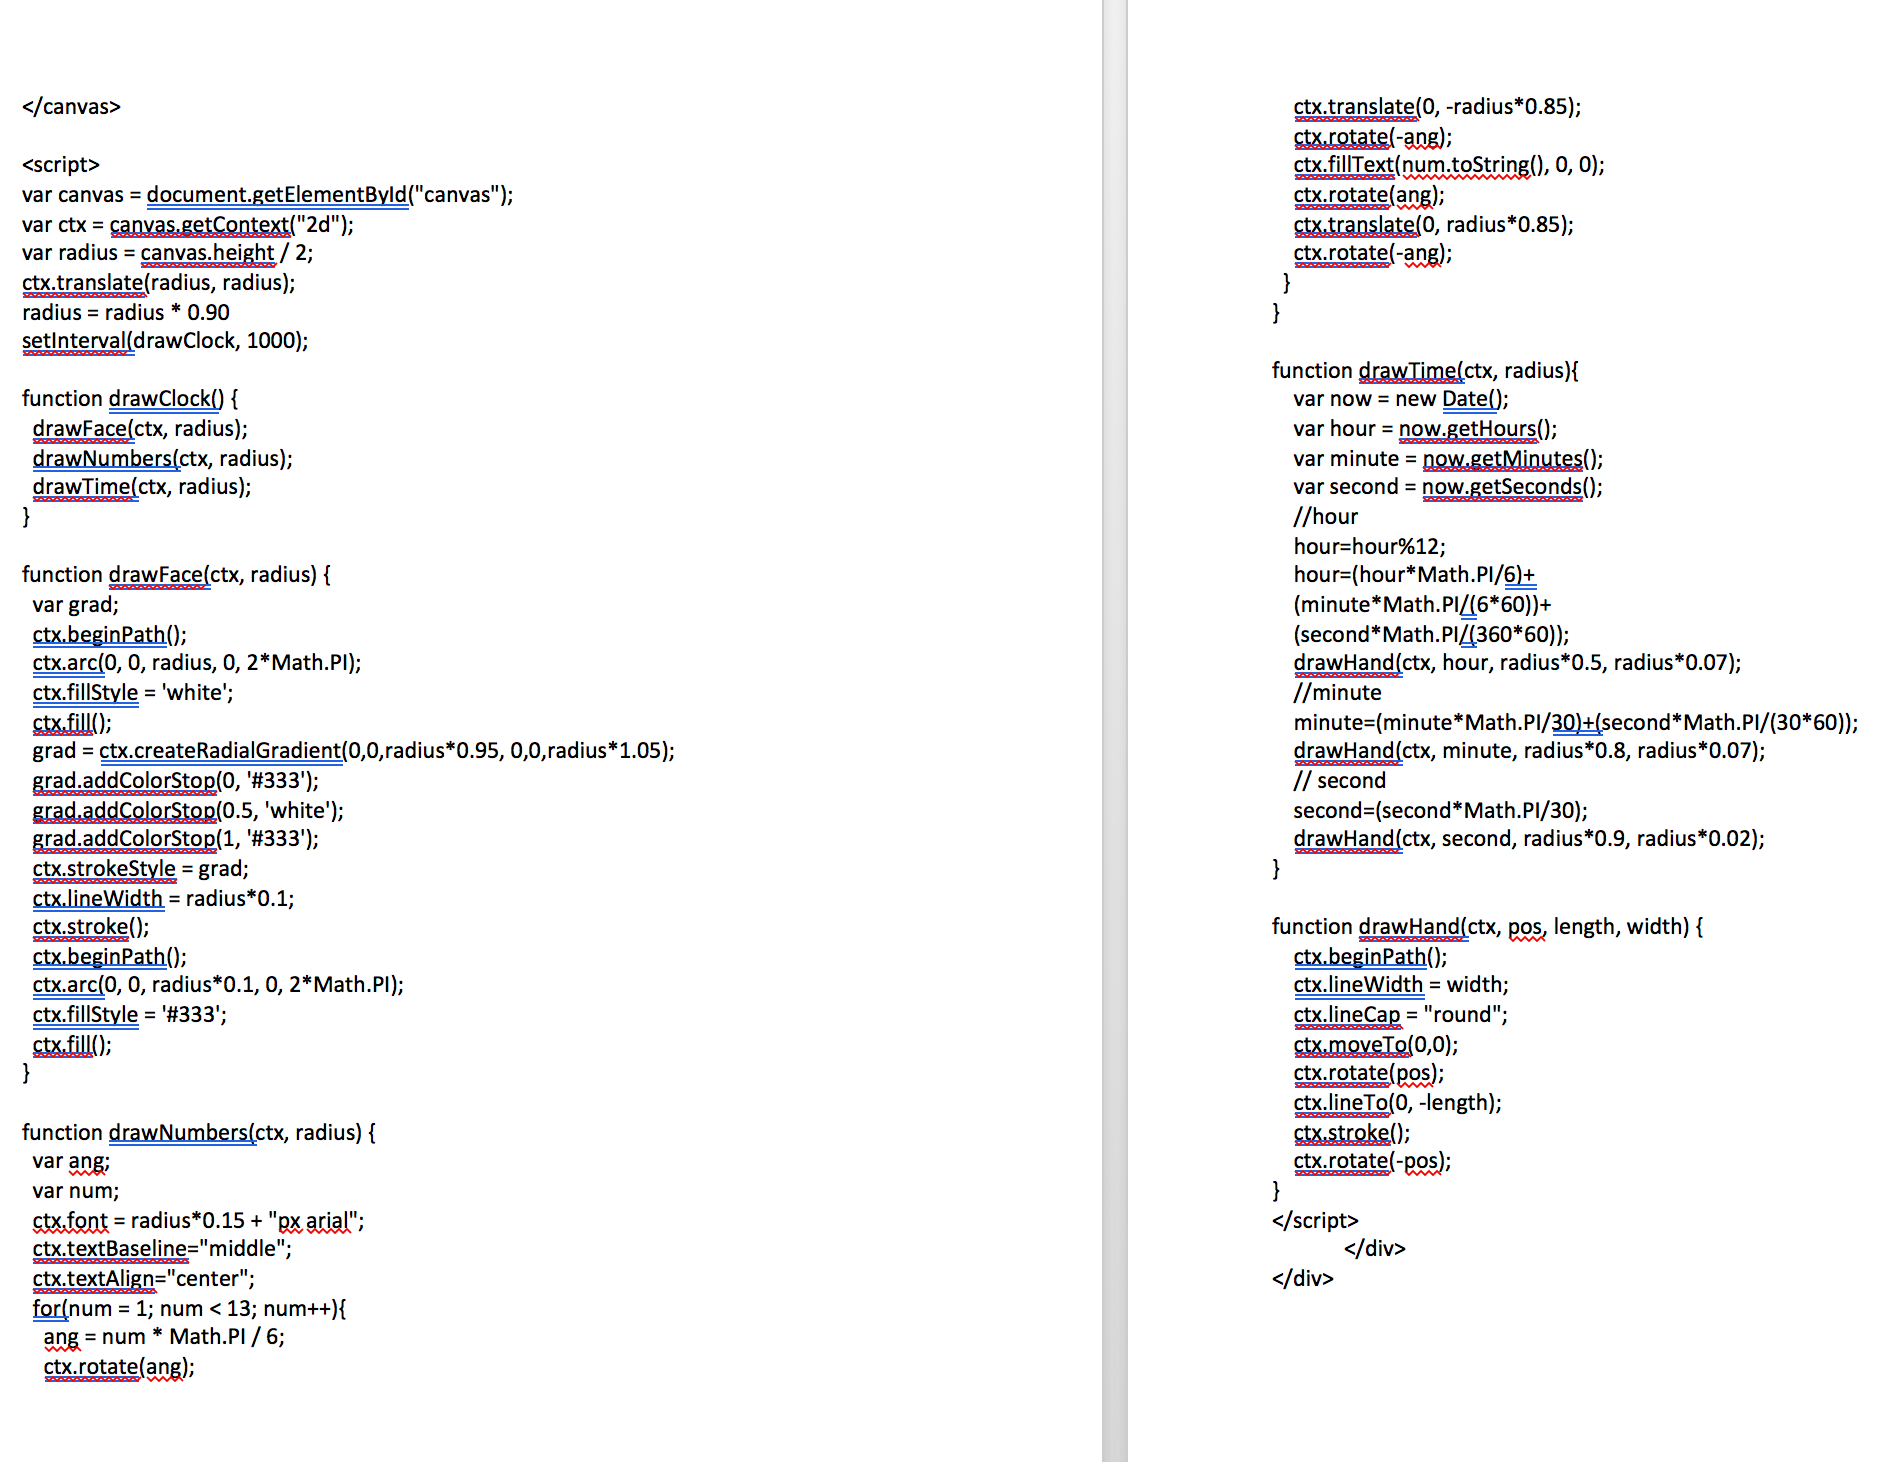 </canvas>
<script>
var canvas = document.getElementById("canvas");
var ctx = canvas.getContext("2d");
var radius = canvas.height / 2;
ctx.translate(radius, radius);
radius = radius * 0.90
setInterval(drawClock, 1000);
function drawClock() {
drawFace(ctx, radius);
drawNumbers(ctx, radius);
drawTime(ctx, radius);
}
function drawFace(ctx, radius) {
var grad;
ctx.beginPath();
ctx.arc(0, 0, radius, 0, 2*Math.PI);
ctx.fillStyle = 'white';
ctx.fill();
grad = ctx.createRadialGradient(0,0,radius*0.95, 0,0,radius*1.05);
grad.addColorStop(0, '#333');
grad.addColorStop(0.5, 'white');
grad.addColorStop(1, '#333');
ctx.strokeStyle = grad;
ctx.lineWidth = radius*0.1;
ctx.stroke();
ctx.beginPath();
ctx.arc(0, 0, radius*0.1, 0, 2*Math.PI);
ctx.fillStyle = '#333';
ctx.fill();
}
function drawNumbers(ctx, radius) {
var ang;
var num;
ctx.font = radius*0.15 + "px arial";
ctx.textBaseline="middle";
ctx.textAlign="center";
for(num = 1; num < 13; num++){
ang = num * Math.PI / 6;
ctx.rotate(ang);
ctx.translate(0, -radius*0.85);
ctx.rotate(-ang);
ctx.fillText(num.toString(), 0, 0);
ctx.rotate(ang);
ctx.translate(0, radius*0.85);
ctx.rotate(-ang);
}
}
function drawTime(ctx, radius){
var now = new Date();
var hour = now.getHours();
var minute = now.getMinutes();
var second = now.getSeconds();
//hour
hour=hour%12;
hour=(hour*Math.PI/6)+
(minute*Math.PI/(6*60))+
(second*Math.PI/(360*60));
drawHand(ctx, hour, radius*0.5, radius*0.07);
//minute
minute=(minute*Math.PI/30)+(second*Math.PI/(30*60));
drawHand(ctx, minute, radius*0.8, radius*0.07);
// second
second=(second*Math.PI/30);
drawHand(ctx, second, radius*0.9, radius*0.02);
}
function drawHand(ctx, pos, length, width) {
ctx.beginPath();
ctx.lineWidth = width;
ctx.lineCap = "round";
ctx.moveTo(0,0);
ctx.rotate(pos);
ctx.lineTo(0, -length);
ctx.stroke();
ctx.rotate(-pos);
}
</script>
</div>
</div>